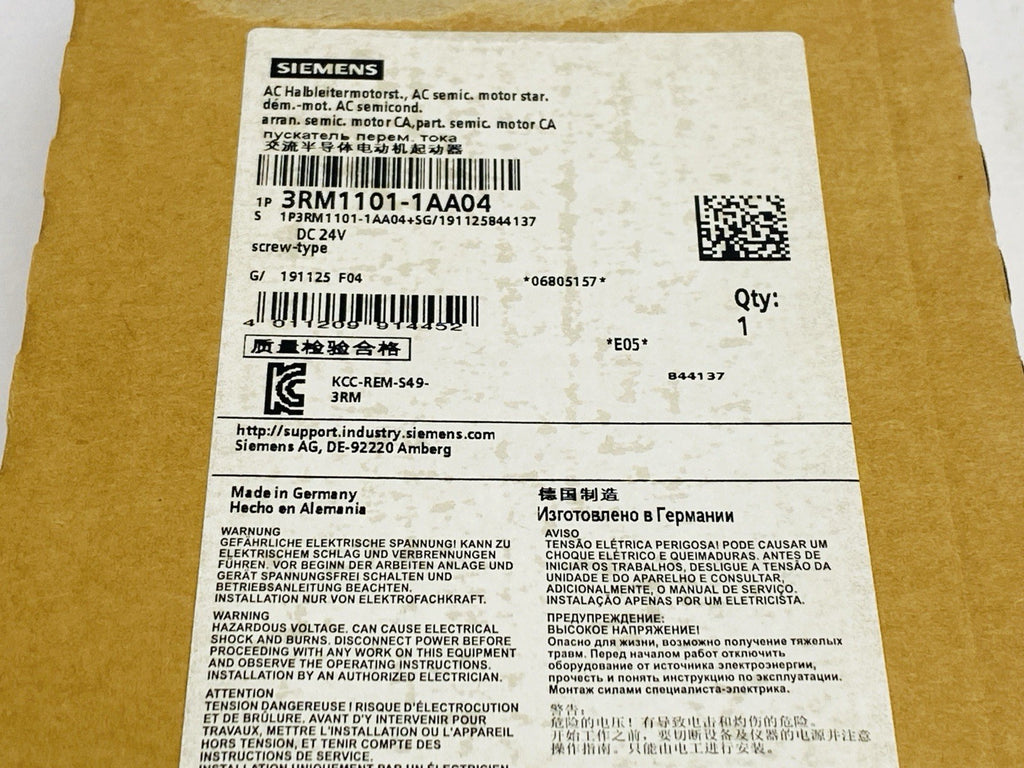 SIEMENS
AC Halbleitermotorst., AC semic. motor star.
dém.-mot. AC semicond.
arran. semic. motor CA,part. semic. motor CA
пускатель перем. тока
交流半导体电动机起动器
1P 3RM1101-1AA04
S 1P3RM1101-1AA04+SG/191125844137
DC 24V
screw-type
G/ 191125 F04
*06805157*
Qty:
1
4 011209 914452
*E05*
质量检验合格
844137
KCC-REM-S49-
3RM
http://support.industry.siemens.com
Siemens AG, DE-92220 Amberg
Made in Germany
Hecho en Alemania
WARNUNG
GEFÄHRLICHE ELEKTRISCHE SPANNUNG! KANN ZU
ELEKTRISCHEM SCHLAG UND VERBRENNUNGEN
FÜHREN. VOR BEGINN DER ARBEITEN ANLAGE UND
GERÄT SPANNUNGSFREI SCHALTEN UND
BETRIEBSANLEITUNG BEACHTEN.
INSTALLATION NUR VON ELEKTROFACHKRAFT.
WARNING
HAZARDOUS VOLTAGE. CAN CAUSE ELECTRICAL
SHOCK AND BURNS. DISCONNECT POWER BEFORE
PROCEEDING WITH ANY WORK ON THIS EQUIPMENT
AND OBSERVE THE OPERATING INSTRUCTIONS.
INSTALLATION BY AN AUTHORIZED ELECTRICIAN.
ATTENTION
TENSION DANGEREUSE ! RISQUE D'ÉLECTROCUTION
ET DE BRÛLURE. AVANT D'Y INTERVENIR POUR
TRAVAUX, METTRE L'INSTALLATION OU L'APPAREIL
HORS TENSION, ET TENIR COMPTE DES
INSTRUCTIONS DE SERVICE.
INSTALLATION UNIQUEMENT PAR UN ÉLECTRICIEN
德国制造
Изготовлено в Германии
AVISO
TENSÃO ELÉTRICA PERIGOSA! PODE CAUSAR UM
CHOQUE ELÉTRICO E QUEIMADURAS. ANTES DE
INICIAR OS TRABALHOS, DESLIGUE A TENSÃO DA
UNIDADE E DO APARELHO E CONSULTAR,
ADICIONALMENTE, O MANUAL DE SERVIÇO.
INSTALAÇÃO APENAS POR UM ELETRICISTA.
ПРЕДУПРЕЖДЕНИЕ:
ВЫСОКОЕ НАПРЯЖЕНИЕ!
Опасно для жизни, возможно получение тяжелых
травм. Перед началом работ отключить
оборудование от источника электроэнергии,
прочесть и понять инструкцию по эксплуатации.
Монтаж силами специалиста-электрика.
警告:
危险的电压! 有导致电击和灼伤的危险。
开始工作之前, 要切断设备及仪器的电源并注意
操作指南。只能由电工进行安装。